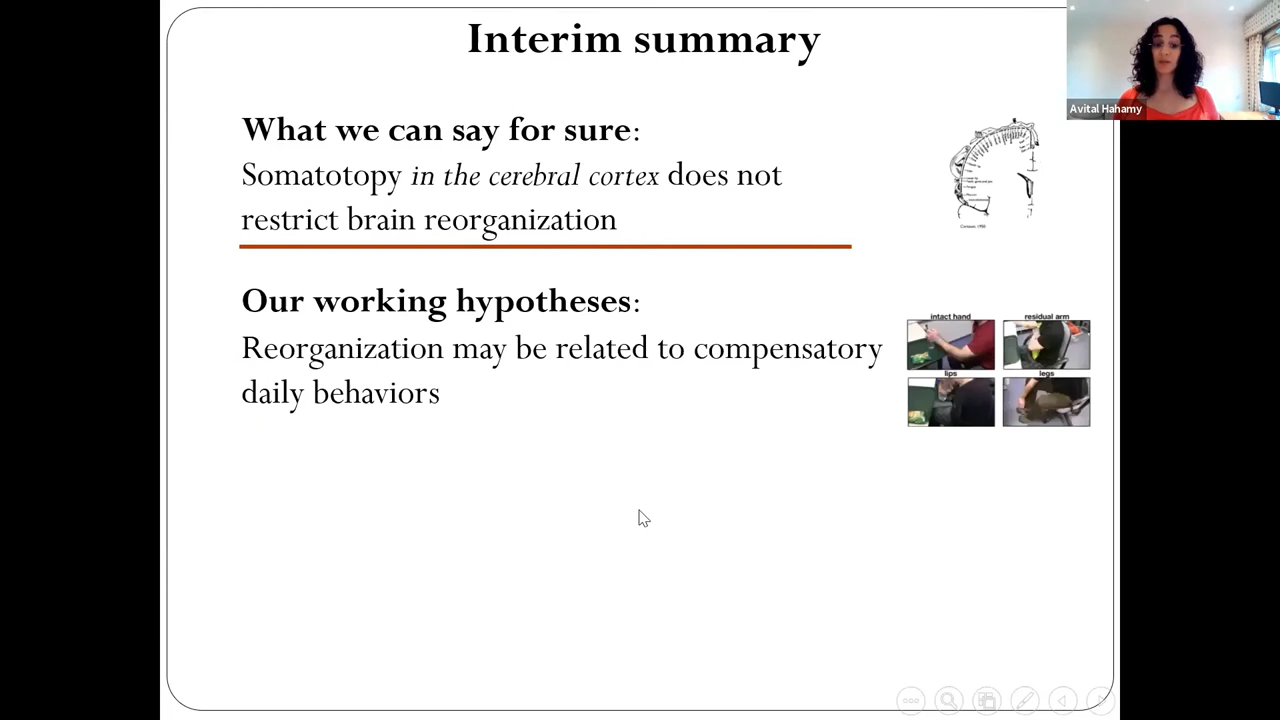 Interim summary
Avital Hahamy
What we can say for sure:
Somatotopy in the cerebral cortex does not
restrict brain reorganization
Our working hypotheses:
Reorganization may be related to compensatory
daily behaviors
intact hand
residual arm
lips
legs